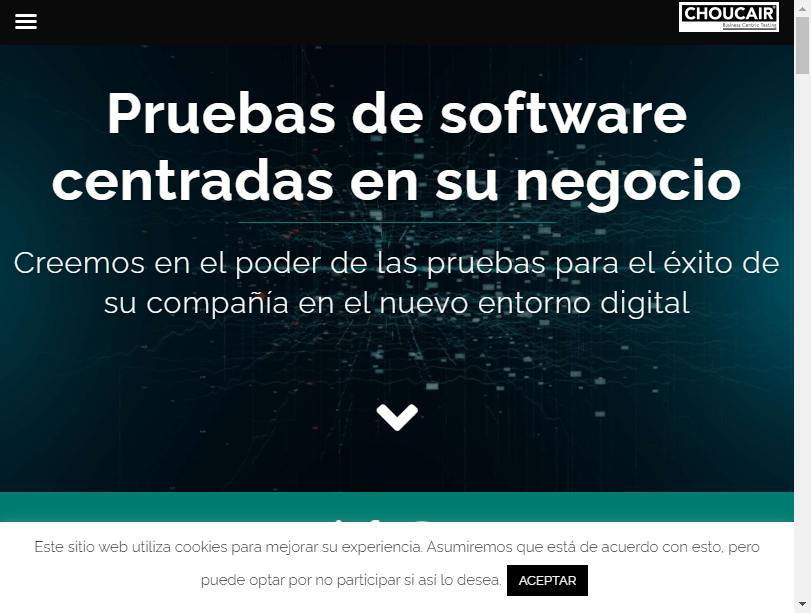 CHOUCAIR
Business Centric Testing
Pruebas de software
centradas en su negocio
Creemos en el poder de las pruebas para el éxito de
su compañía en el nuevo entorno digital
Este sitio web utiliza cookies para mejorar su experiencia. Asumiremos que está de acuerdo con esto, pero
puede optar por no participar si así lo desea. ACEPTAR